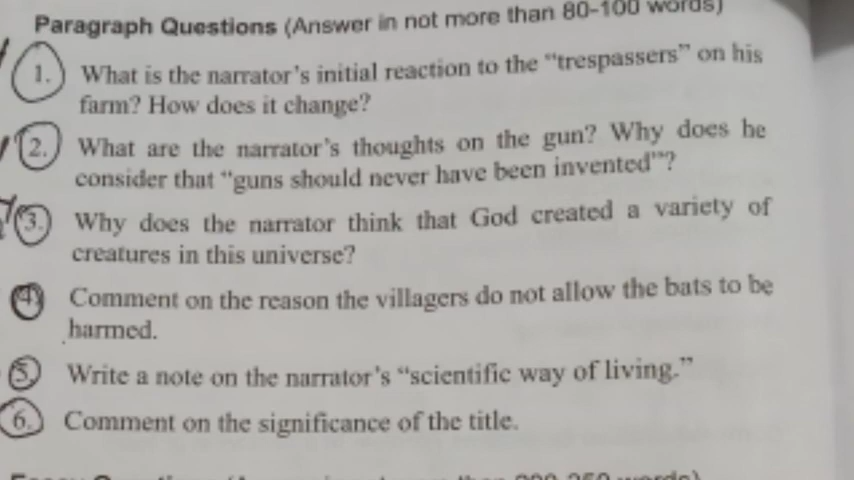 Paragraph Questions (Answer in not more than 80-100 words)
1. What is the narrator's initial reaction to the "trespassers" on his
farm? How does it change?
2. What are the narrator's thoughts on the gun? Why does he
consider that "guns should never have been invented"?
3. Why does the narrator think that God created a variety of
creatures in this universe?
4. Comment on the reason the villagers do not allow the bats to be
harmed.
5. Write a note on the narrator's "scientific way of living."
6. Comment on the significance of the title.